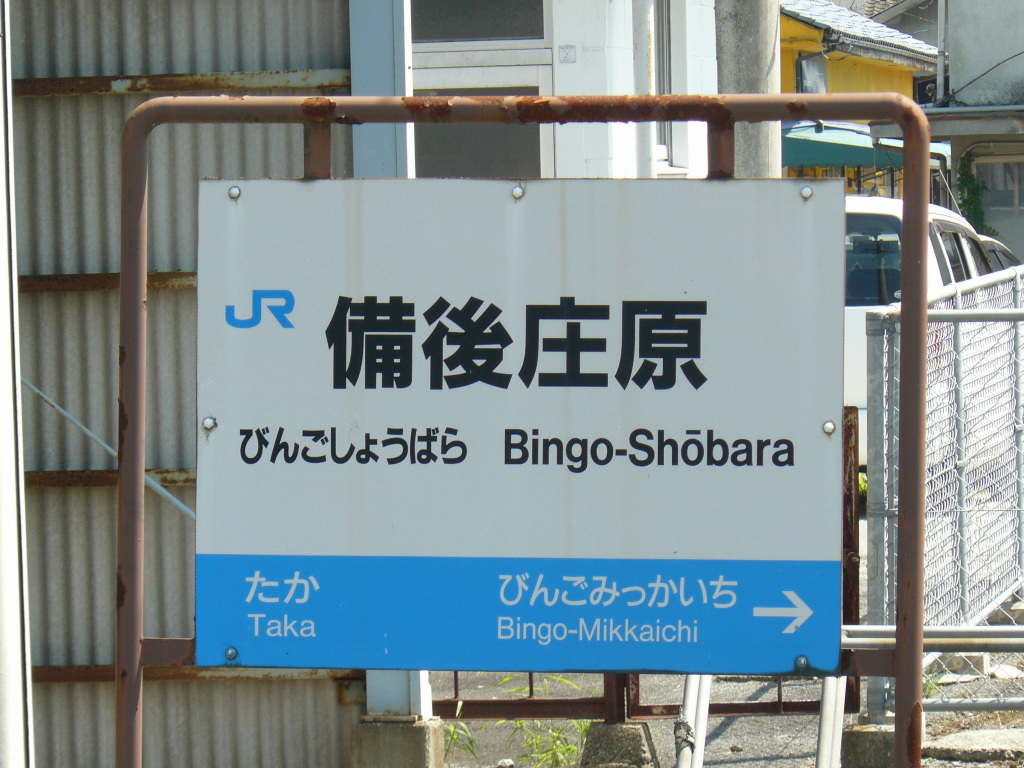 JR 備後庄原
びんごしょうばら Bingo-Shōbara
たか びんごみっかいち →
Taka Bingo-Mikkaichi